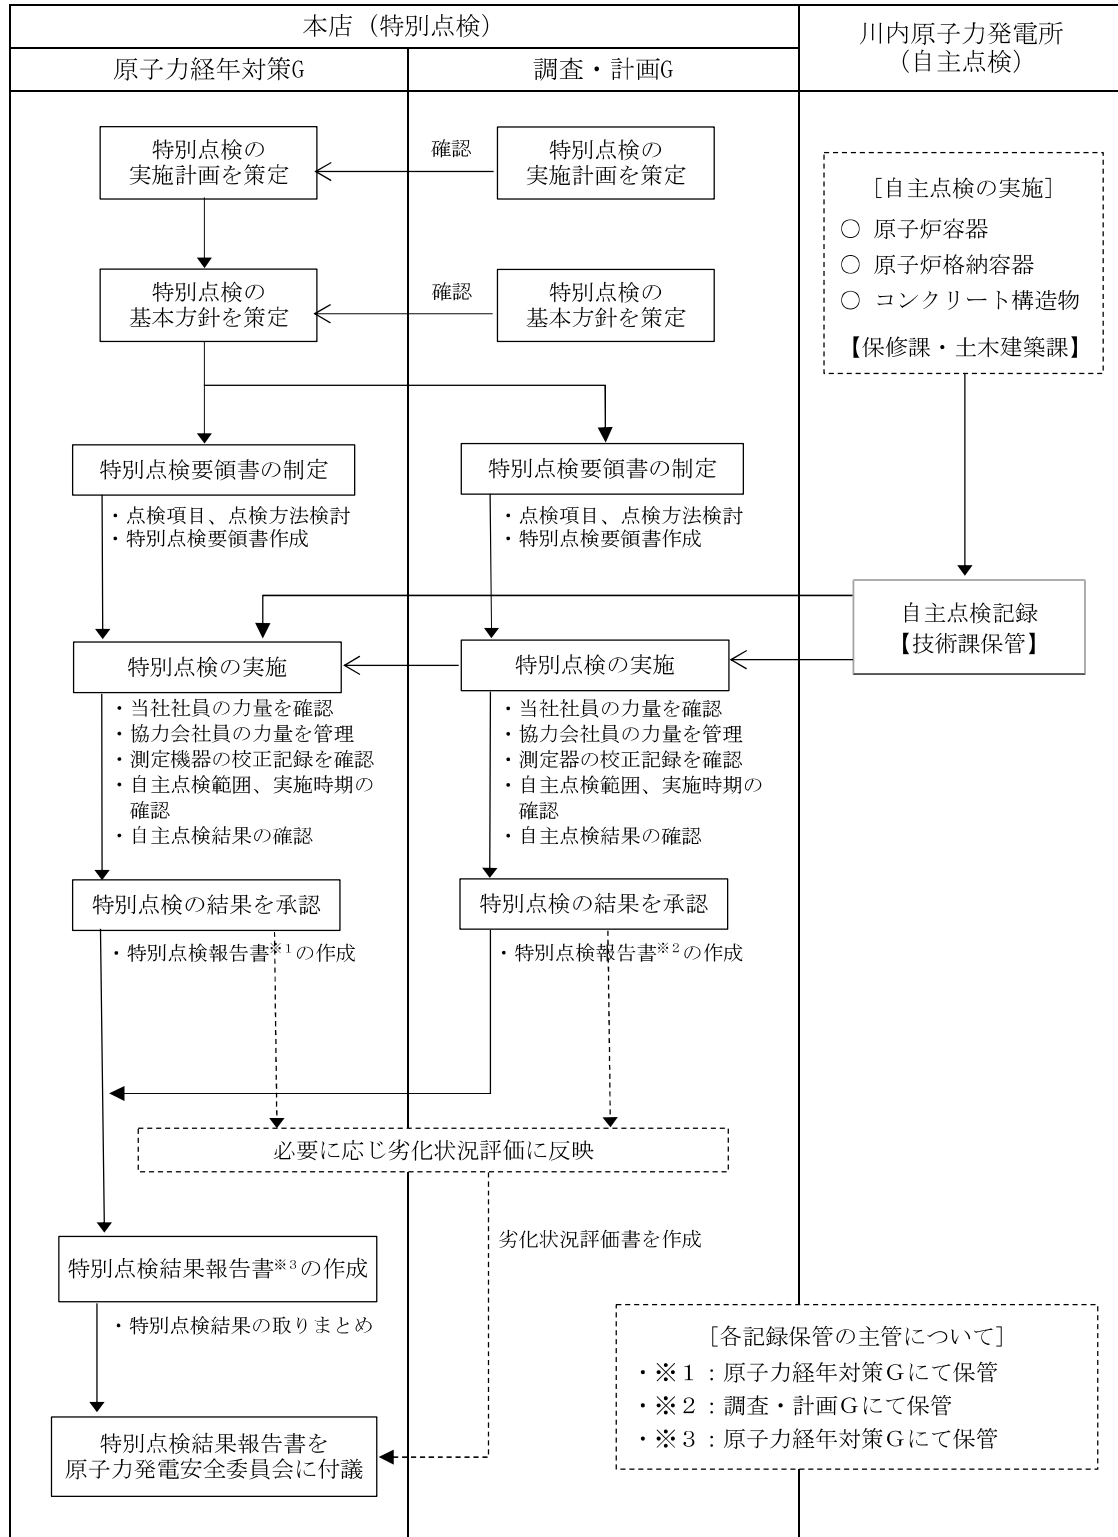 本店（特別点検）
川内原子力発電所
（自主点検）
原子力経年対策G
調査・計画G
特別点検の
実施計画を策定
確認
特別点検の
実施計画を策定
［自主点検の実施］
○ 原子炉容器
○ 原子炉格納容器
○ コンクリート構造物
【保修課・土木建築課】
特別点検の
基本方針を策定
確認
特別点検の
基本方針を策定
特別点検要領書の制定
・点検項目、点検方法検討
・特別点検要領書作成
特別点検要領書の制定
・点検項目、点検方法検討
・特別点検要領書作成
自主点検記録
【技術課保管】
特別点検の実施
・当社社員の力量を確認
・協力会社員の力量を管理
・測定機器の校正記録を確認
・自主点検範囲、実施時期の
確認
・自主点検結果の確認
特別点検の実施
・当社社員の力量を確認
・協力会社員の力量を管理
・測定器の校正記録を確認
・自主点検範囲、実施時期の
確認
・自主点検結果の確認
特別点検の結果を承認
・特別点検報告書※1の作成
特別点検の結果を承認
・特別点検報告書※2の作成
必要に応じ劣化状況評価に反映
劣化状況評価書を作成
特別点検結果報告書※3の作成
・特別点検結果の取りまとめ
特別点検結果報告書を
原子力発電安全委員会に付議
［各記録保管の主管について］
・※１：原子力経年対策Ｇにて保管
・※２：調査・計画Ｇにて保管
・※３：原子力経年対策Ｇにて保管